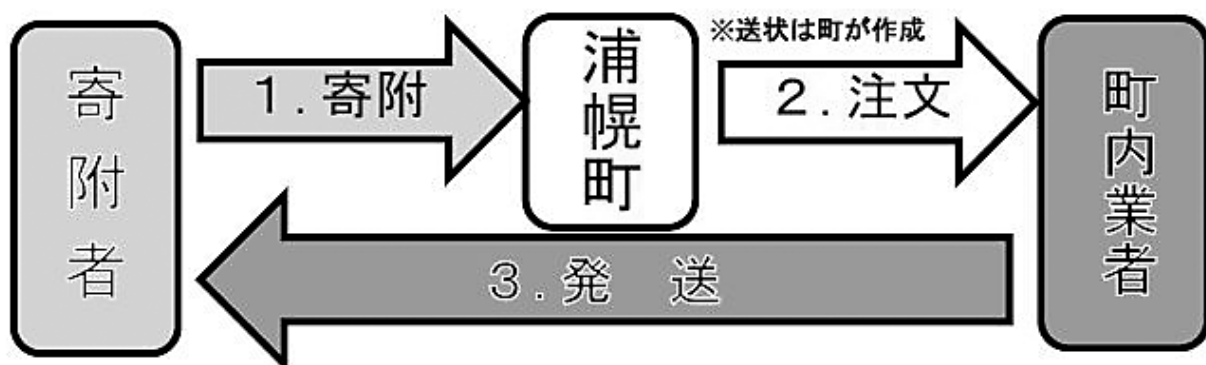 寄附者
1.寄附
浦幌町
※送状は町が作成
2.注文
町内業者
3.発　送